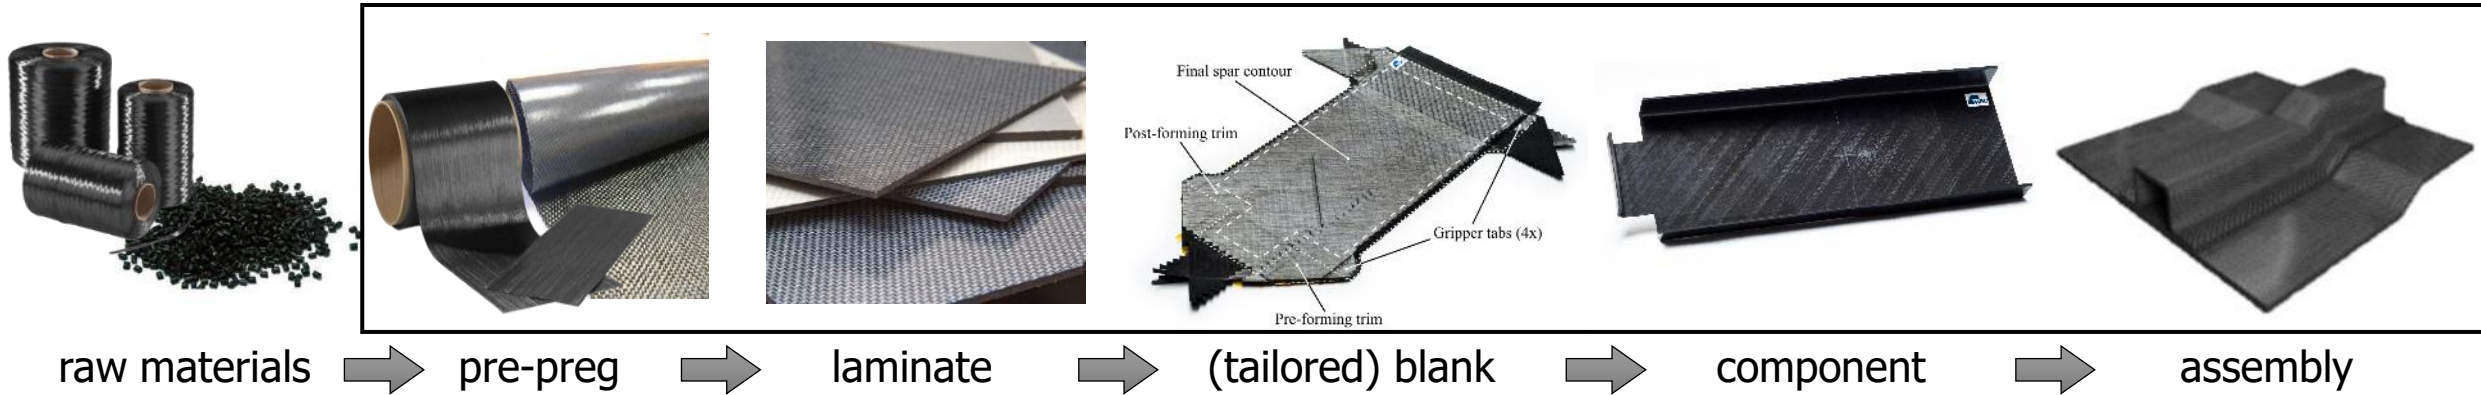 Final spar contour
Post-forming trim
Gripper tabs (4x)
Pre-forming trim
raw materials
pre-preg
laminate
(tailored) blank
component
assembly